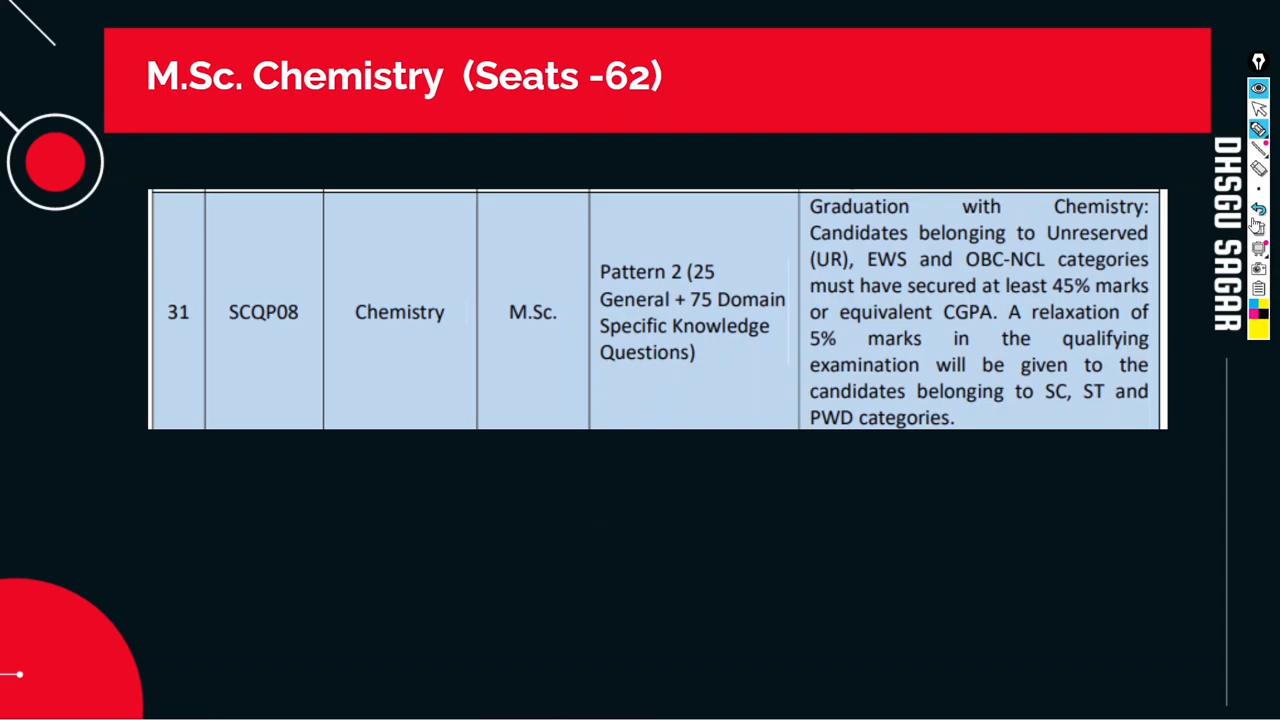 M.Sc. Chemistry (Seats -62)
31
SCQP08
Chemistry
M.Sc.
Pattern 2 (25
General + 75 Domain
Specific Knowledge
Questions)
Graduation with Chemistry:
Candidates belonging to Unreserved
(UR), EWS and OBC-NCL categories
must have secured at least 45% marks
or equivalent CGPA. A relaxation of
5% marks in the qualifying
examination will be given to the
candidates belonging to SC, ST and
PWD categories.
DHSGU SAGAR